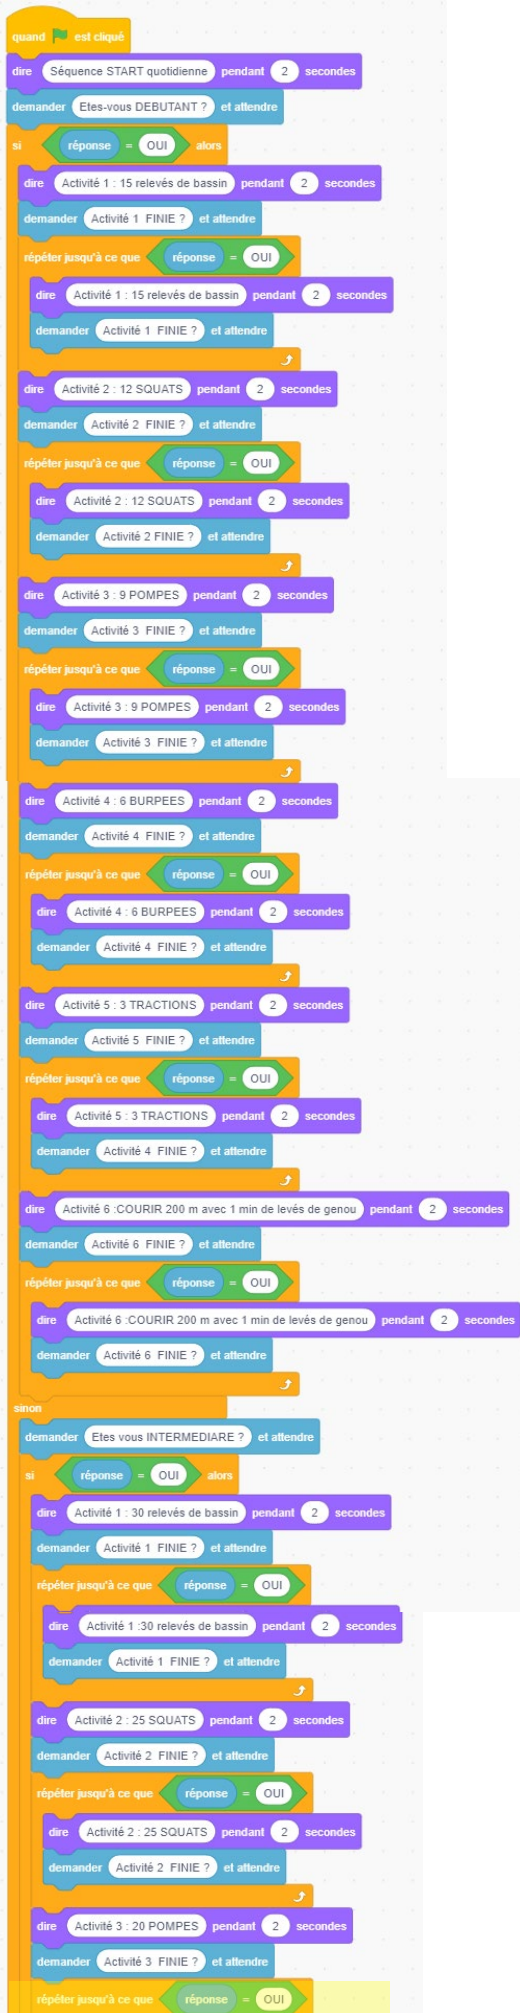 quand est cliqué
dire Séquence START quotidienne pendant 2 secondes
demander Etes-vous DEBUTANT ? et attendre
si réponse = OUI alors
dire Activité 1 : 15 relevés de bassin pendant 2 secondes
demander Activité 1 FINIE ? et attendre
répéter jusqu'à ce que réponse = OUI
dire Activité 1 : 15 relevés de bassin pendant 2 secondes
demander Activité 1 FINIE ? et attendre
dire Activité 2 : 12 SQUATS pendant 2 secondes
demander Activité 2 FINIE ? et attendre
répéter jusqu'à ce que réponse = OUI
dire Activité 2 : 12 SQUATS pendant 2 secondes
demander Activité 2 FINIE ? et attendre
dire Activité 3 : 9 POMPES pendant 2 secondes
demander Activité 3 FINIE ? et attendre
répéter jusqu'à ce que réponse = OUI
dire Activité 3 : 9 POMPES pendant 2 secondes
demander Activité 3 FINIE ? et attendre
dire Activité 4 : 6 BURPEES pendant 2 secondes
demander Activité 4 FINIE ? et attendre
répéter jusqu'à ce que réponse = OUI
dire Activité 4 : 6 BURPEES pendant 2 secondes
demander Activité 4 FINIE ? et attendre
dire Activité 5 : 3 TRACTIONS pendant 2 secondes
demander Activité 5 FINIE ? et attendre
répéter jusqu'à ce que réponse = OUI
dire Activité 5 : 3 TRACTIONS pendant 2 secondes
demander Activité 4 FINIE ? et attendre
dire Activité 6 :COURIR 200 m avec 1 min de levés de genou pendant 2 secondes
demander Activité 6 FINIE ? et attendre
répéter jusqu'à ce que réponse = OUI
dire Activité 6 :COURIR 200 m avec 1 min de levés de genou pendant 2 secondes
demander Activité 6 FINIE ? et attendre
sinon
demander Etes vous INTERMEDIARE ? et attendre
si réponse = OUI alors
dire Activité 1 : 30 relevés de bassin pendant 2 secondes
demander Activité 1 FINIE ? et attendre
répéter jusqu'à ce que réponse = OUI
dire Activité 1 :30 relevés de bassin pendant 2 secondes
demander Activité 1 FINIE ? et attendre
dire Activité 2 : 25 SQUATS pendant 2 secondes
demander Activité 2 FINIE ? et attendre
répéter jusqu'à ce que réponse = OUI
dire Activité 2 : 25 SQUATS pendant 2 secondes
demander Activité 2 FINIE ? et attendre
dire Activité 3 : 20 POMPES pendant 2 secondes
demander Activité 3 FINIE ? et attendre
répéter jusqu'à ce que réponse = OUI